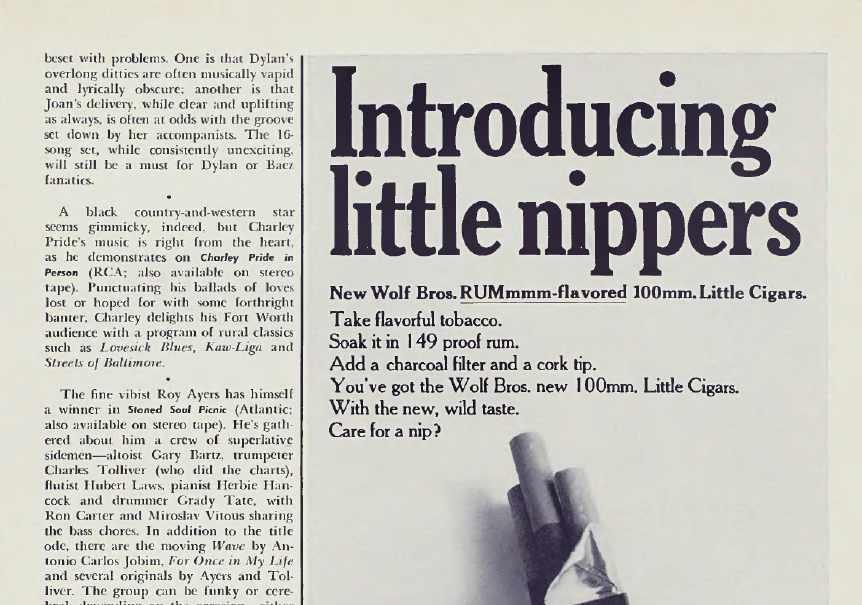 beset with problems. One is that Dylan's
overlong ditties are often musically vapid
and lyrically obscure; another is that
Joan's delivery, while clear and uplifting
as always, is often at odds with the groove
set down by her accompanists. The 16-
song set, while consistently unexciting,
will still be a must for Dylan or Baez
fanatics.
•
A black country-and-western star
seems gimmicky, indeed, but Charley
Pride's music is right from the heart,
as he demonstrates on Charley Pride in
Person (RCA; also available on stereo
tape). Punctuating his ballads of loves
lost or hoped for with some forthright
banter, Charley delights his Fort Worth
audience with a program of rural classics
such as Lovesick Blues, Kaw-Liga and
Streets of Baltimore.
•
The fine vibist Roy Ayers has himself
a winner in Stoned Soul Picnic (Atlantic;
also available on stereo tape). He's gath-
ered about him a crew of superlative
sidemen—altoist Gary Bartz, trumpeter
Charles Tolliver (who did the charts),
flutist Hubert Laws, pianist Herbie Han-
cock and drummer Grady Tate, with
Ron Carter and Miroslav Vitous sharing
the bass chores. In addition to the title
ode, there are the moving Wave by An-
tonio Carlos Jobim, For Once in My Life
and several originals by Ayers and Tol-
liver. The group can be funky or cere-
Introducing
little nippers
New Wolf Bros. RUMmmm-flavored 100mm. Little Cigars.
Take flavorful tobacco.
Soak it in 149 proof rum.
Add a charcoal filter and a cork tip.
You've got the Wolf Bros. new 100mm. Little Cigars.
With the new, wild taste.
Care for a nip?